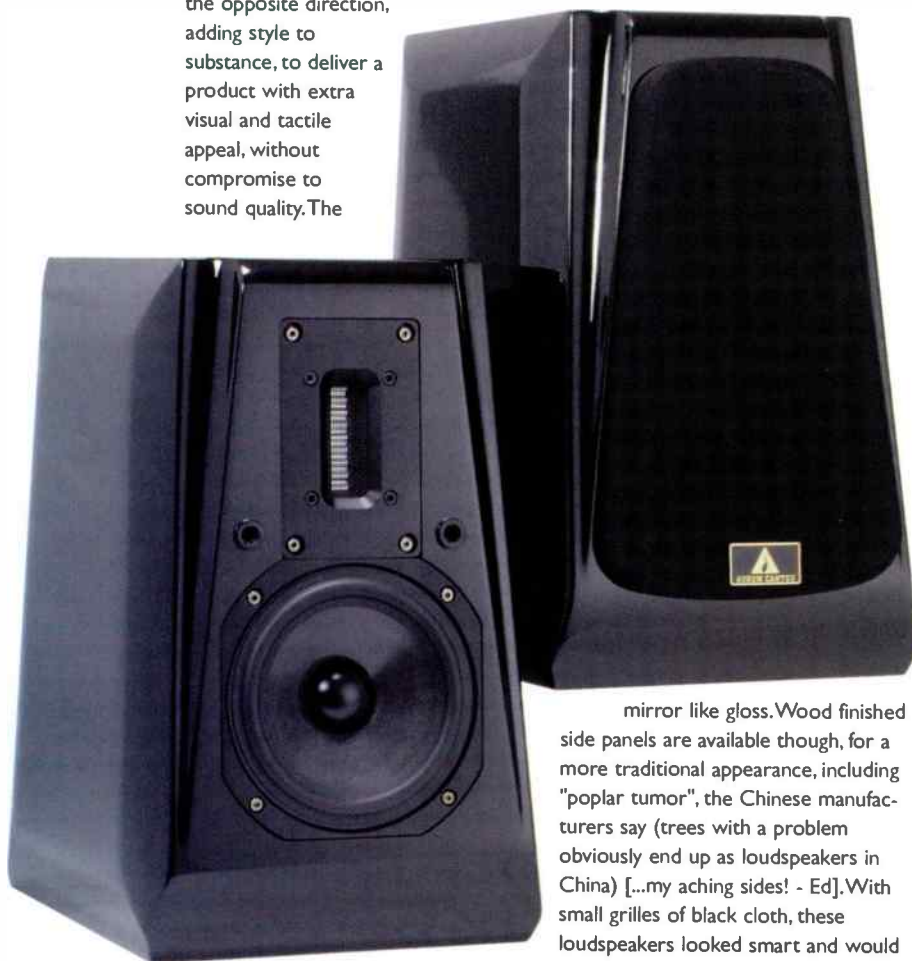 the opposite direction,
adding style to
substance, to deliver a
product with extra
visual and tactile
appeal, without
compromise to
sound quality. The
mirror like gloss. Wood finished
side panels are available though, for a
more traditional appearance, including
"poplar tumor", the Chinese manufac-
turers say (trees with a problem
obviously end up as loudspeakers in
China) [...my aching sides! - Ed]. With
small grilles of black cloth, these
loudspeakers looked smart and would